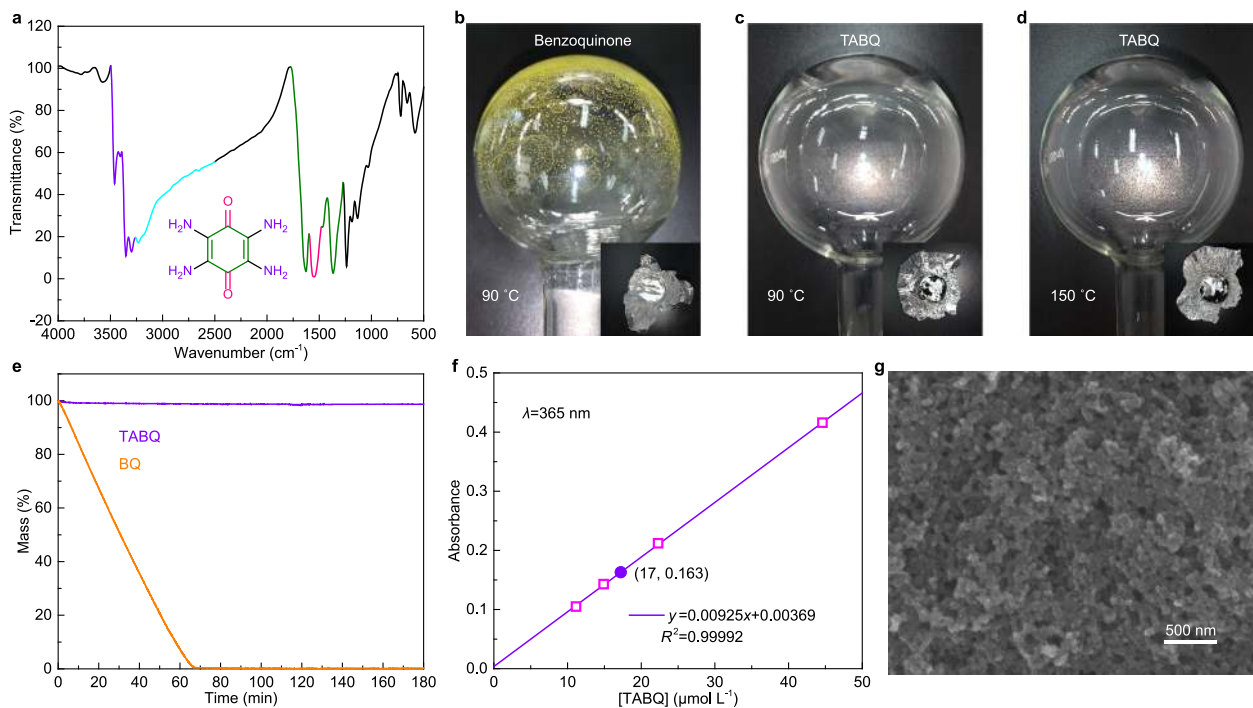 a
Transmittance (%)
120
100
80
60
40
20
0
-20
4000 3500 3000 2500 2000 1500 1000 500
Wavenumber (cm⁻¹)
O
H₂N NH₂
H₂N NH₂
O
b
Benzoquinone
90 ˚C
c
TABQ
90 ˚C
d
TABQ
150 ˚C
e
Mass (%)
100
80
60
40
20
0
0 20 40 60 80 100 120 140 160 180
Time (min)
TABQ
BQ
f
Absorbance
0.5
0.4
0.3
0.2
0.1
0.0
0 10 20 30 40 50
[TABQ] (μmol L⁻¹)
λ=365 nm
(17, 0.163)
y=0.00925x+0.00369
R²=0.99992
g
500 nm